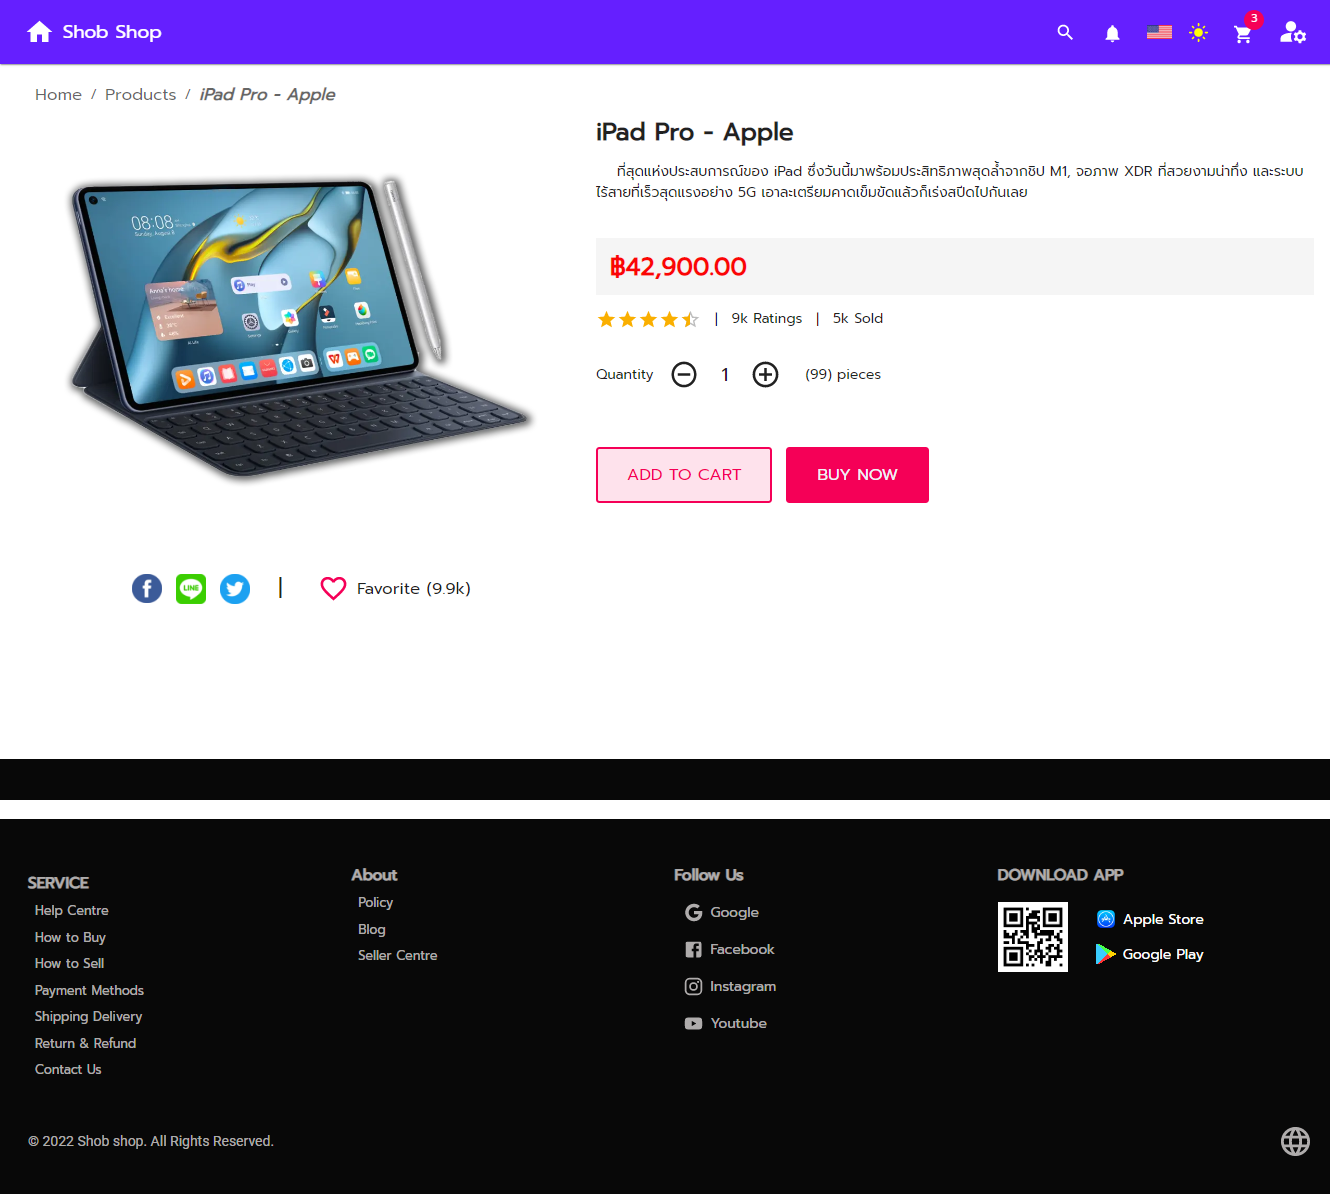 Shob Shop
3
Home / Products / iPad Pro - Apple
iPad Pro - Apple
ที่สุดแห่งประสบการณ์ของ iPad ซึ่งวันนี้มาพร้อมประสิทธิภาพสุดล้ำจากชิป M1, จอภาพ XDR ที่สวยงามน่าทึ่ง และระบบ
ไร้สายที่เร็วสุดแรงอย่าง 5G เอาละเตรียมคาดเข็มขัดแล้วก็เร่งสปีดไปกันเลย
08:08
฿42,900.00
| 9k Ratings | 5k Sold
Quantity 1 (99) pieces
ADD TO CART
BUY NOW
LINE
| Favorite (9.9k)
SERVICE
Help Centre
How to Buy
How to Sell
Payment Methods
Shipping Delivery
Return & Refund
Contact Us
About
Policy
Blog
Seller Centre
Follow Us
Google
Facebook
Instagram
Youtube
DOWNLOAD APP
Apple Store
Google Play
© 2022 Shob shop. All Rights Reserved.